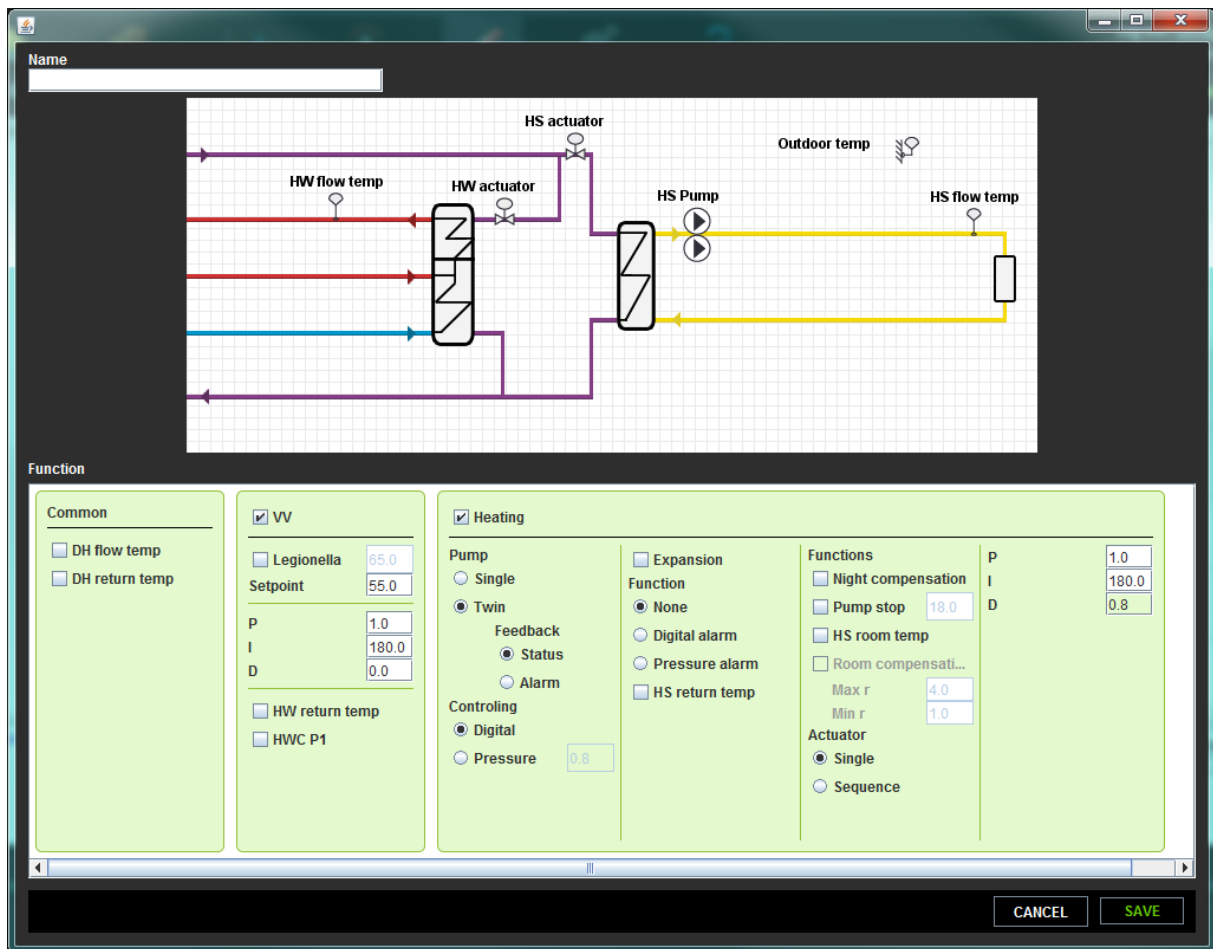 Name
HS actuator
Outdoor temp
HW flow temp
HW actuator
HS Pump
HS flow temp
Function
Common
DH flow temp
DH return temp
VV
Legionella 65.0
Setpoint 55.0
P 1.0
I 180.0
D 0.0
HW return temp
HWC P1
Heating
Pump
Single
Twin
Feedback
Status
Alarm
Controling
Digital
Pressure 0.8
Expansion
Function
None
Digital alarm
Pressure alarm
HS return temp
Functions
Night compensation
Pump stop 18.0
HS room temp
Room compensati...
Max r 4.0
Min r 1.0
Actuator
Single
Sequence
P 1.0
I 180.0
D 0.8
CANCEL SAVE